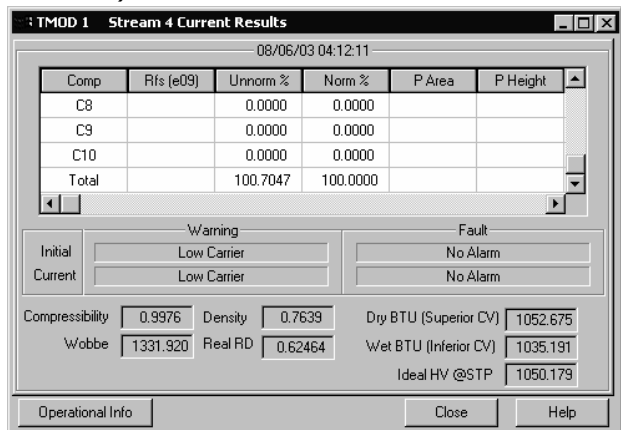 TMOD 1 Stream 4 Current Results
08/06/03 04:12:11
Comp Rfs (e09) Unnorm % Norm % P Area P Height
C8 0.0000 0.0000
C9 0.0000 0.0000
C10 0.0000 0.0000
Total 100.7047 100.0000
Warning Fault
Initial Low Carrier No Alarm
Current Low Carrier No Alarm
Compressibility 0.9976 Density 0.7639 Dry BTU (Superior CV) 1052.675
Wobbe 1331.920 Real RD 0.62464 Wet BTU (Inferior CV) 1035.191
Ideal HV @STP 1050.179
Operational Info Close Help